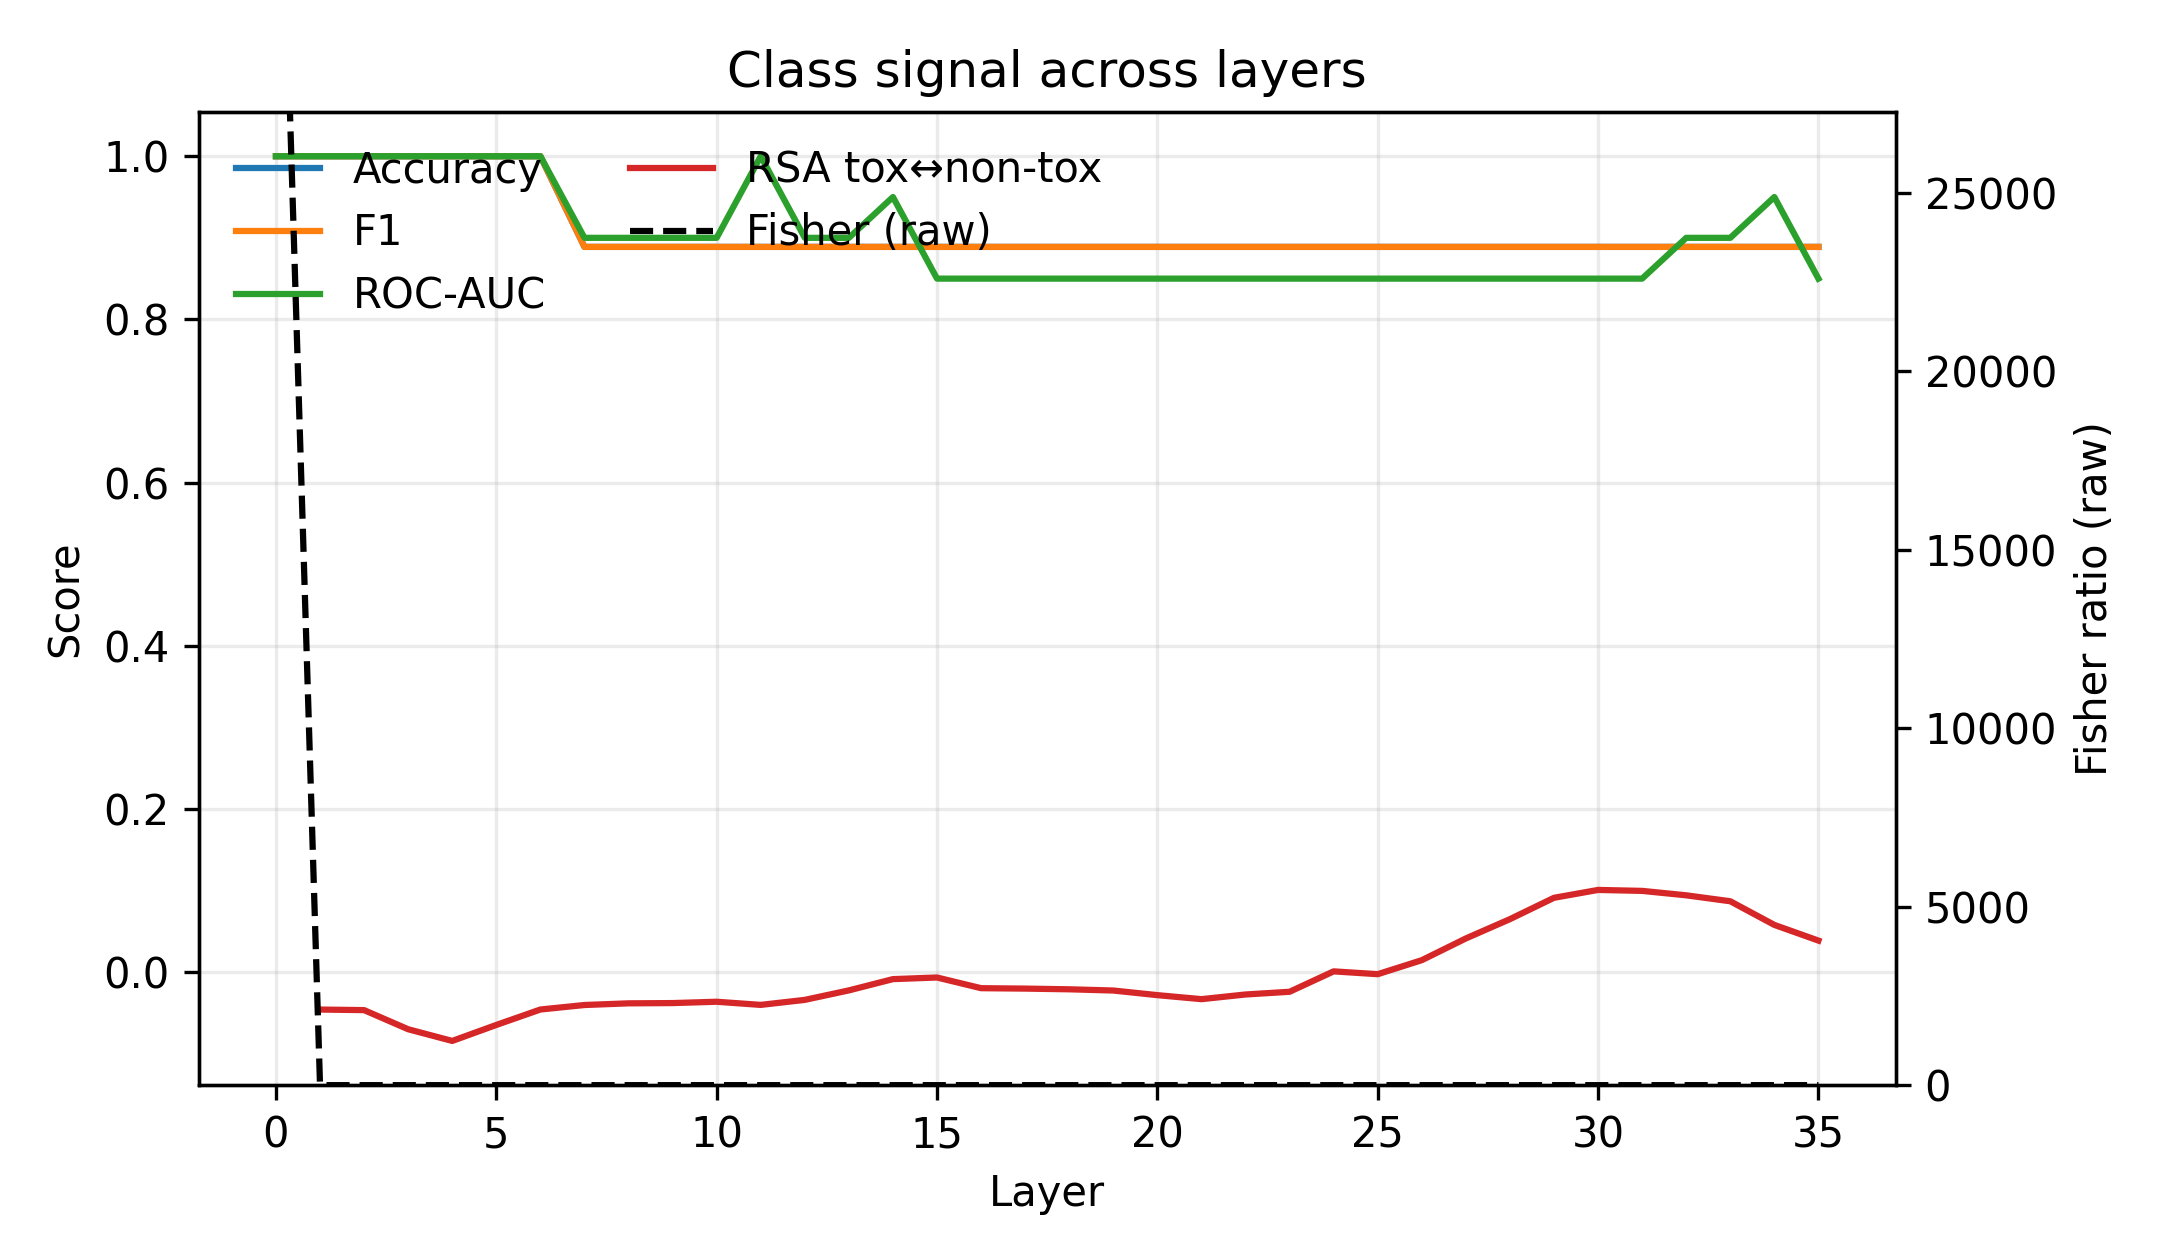 Class signal across layers
Accuracy
F1
ROC-AUC
RSA tox↔non-tox
Fisher (raw)
Score
1.0
0.8
0.6
0.4
0.2
0.0
25000
20000
15000
10000
5000
0
Fisher ratio (raw)
0 5 10 15 20 25 30 35
Layer